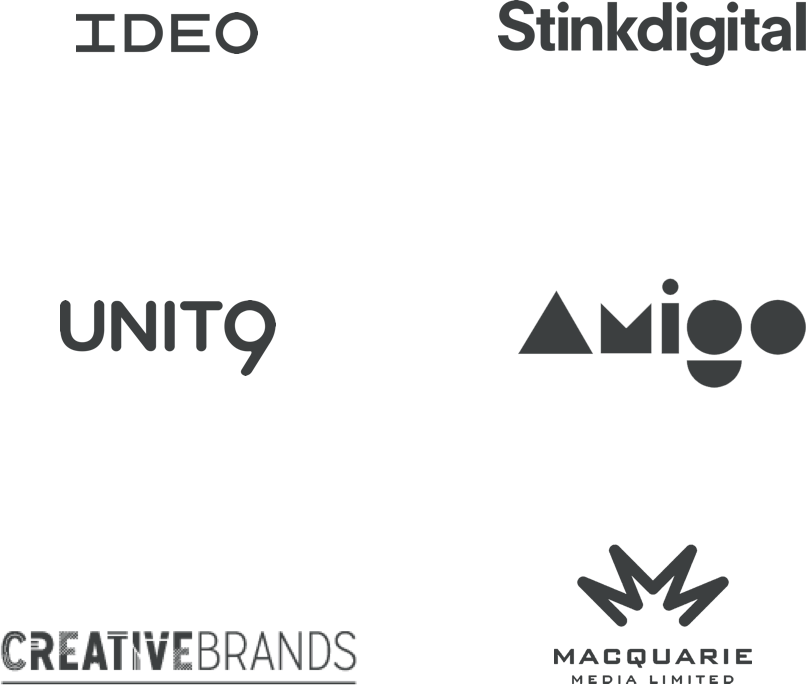 IDEO
Stinkdigital
UNIT9
Amigo
CREATIVEBRANDS
MACQUARIE
MEDIA LIMITED